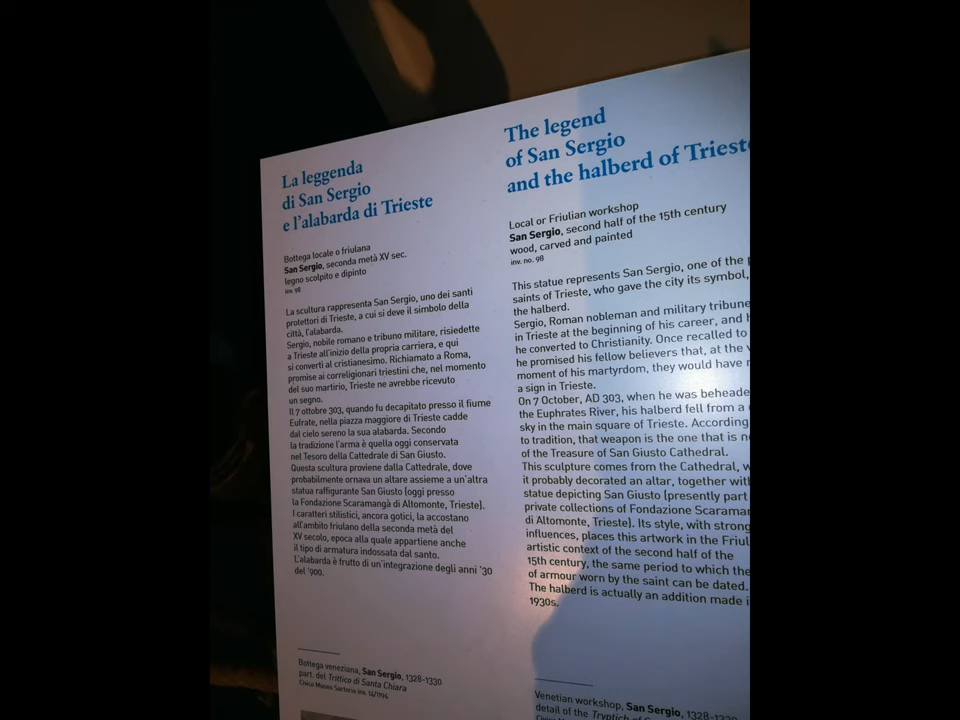 La leggenda
di San Sergio
e l'alabarda di Trieste
Bottega locale o friulana
San Sergio, seconda metà XV sec.
legno scolpito e dipinto
inv. 98
La scultura rappresenta San Sergio, uno dei santi
protettori di Trieste, a cui si deve il simbolo della
città, l'alabarda.
Sergio, nobile romano e tribuno militare, risiedette
a Trieste all'inizio della propria carriera, e qui
si convertì al cristianesimo. Richiamato a Roma,
promise ai correligionari triestini che, nel momento
del suo martirio, Trieste ne avrebbe ricevuto
un segno.
Il 7 ottobre 303, quando fu decapitato presso il fiume
Eufrate, nella piazza maggiore di Trieste cadde
dal cielo sereno la sua alabarda. Secondo
la tradizione l'arma è quella oggi conservata
nel Tesoro della Cattedrale di San Giusto.
Questa scultura proviene dalla Cattedrale, dove
probabilmente ornava un altare assieme a un'altra
statua raffigurante San Giusto (oggi presso
la Fondazione Scaramangà di Altomonte, Trieste).
I caratteri stilistici, ancora gotici, la accostano
all'ambito friulano della seconda metà del
XV secolo, epoca alla quale appartiene anche
il tipo di armatura indossato dal santo.
L'alabarda è frutto di un'integrazione degli anni '30
del '900.
Bottega veneziana, San Sergio, 1328-1330
part. del Trittico di Santa Chiara
Civico Museo Sartorio inv. 14/1994
The legend
of San Sergio
and the halberd of Trieste
Local or Friulian workshop
San Sergio, second half of the 15th century
wood, carved and painted
inv. no. 98
This statue represents San Sergio, one of the
saints of Trieste, who gave the city its symbol,
the halberd.
Sergio, Roman nobleman and military tribune
in Trieste at the beginning of his career, and
he converted to Christianity. Once recalled to
he promised his fellow believers that, at the
moment of his martyrdom, they would have
a sign in Trieste.
On 7 October, AD 303, when he was beheade
the Euphrates River, his halberd fell from a
sky in the main square of Trieste. According
to tradition, that weapon is the one that is
of the Treasure of San Giusto Cathedral.
This sculpture comes from the Cathedral,
it probably decorated an altar, together
statue depicting San Giusto (presently part
private collections of Fondazione Scaraman
di Altomonte, Trieste). Its style, with strong
influences, places this artwork in the Friul
artistic context of the second half of the
15th century, the same period to which the
of armour worn by the saint can be dated.
The halberd is actually an addition made
1930s.
Venetian workshop, San Sergio, 1328-1330
detail of the Tryptich of